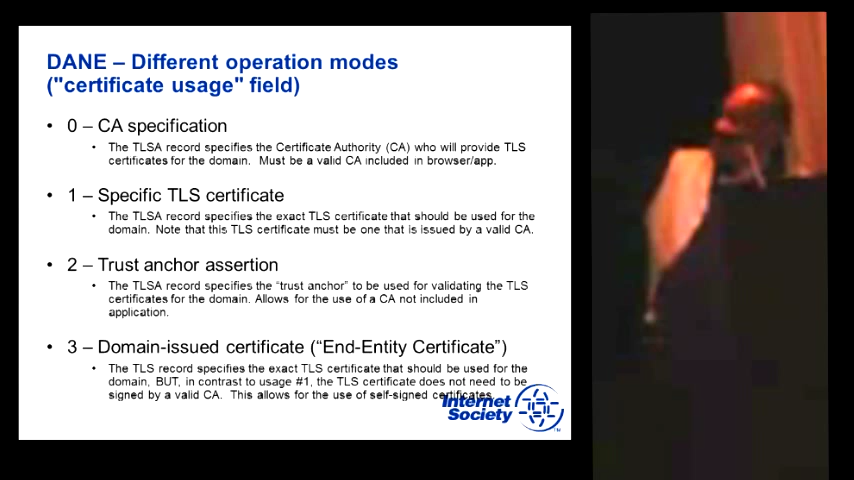 DANE – Different operation modes
("certificate usage" field)
• 0 – CA specification
• The TLSA record specifies the Certificate Authority (CA) who will provide TLS
certificates for the domain. Must be a valid CA included in browser/app.
• 1 – Specific TLS certificate
• The TLSA record specifies the exact TLS certificate that should be used for the
domain. Note that this TLS certificate must be one that is issued by a valid CA.
• 2 – Trust anchor assertion
• The TLSA record specifies the “trust anchor” to be used for validating the TLS
certificates for the domain. Allows for the use of a CA not included in
application.
• 3 – Domain-issued certificate (“End-Entity Certificate”)
• The TLS record specifies the exact TLS certificate that should be used for the
domain, BUT, in contrast to usage #1, the TLS certificate does not need to be
signed by a valid CA. This allows for the use of self-signed certificates.
Internet
Society
TM